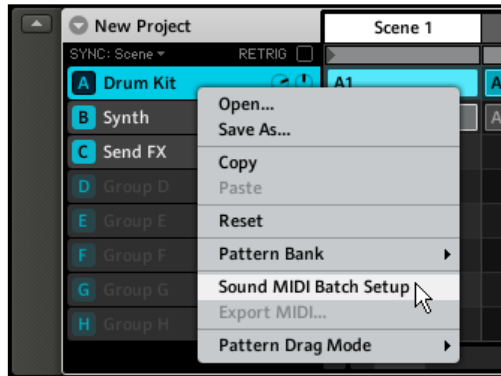 New Project
Scene 1
SYNC: Scene
RETRIG
A Drum Kit
A1
A
B Synth
A
C Send FX
D Group D
E Group E
F Group F
G Group G
H Group H
Open...
Save As...
Copy
Paste
Reset
Pattern Bank
Sound MIDI Batch Setup
Export MIDI...
Pattern Drag Mode